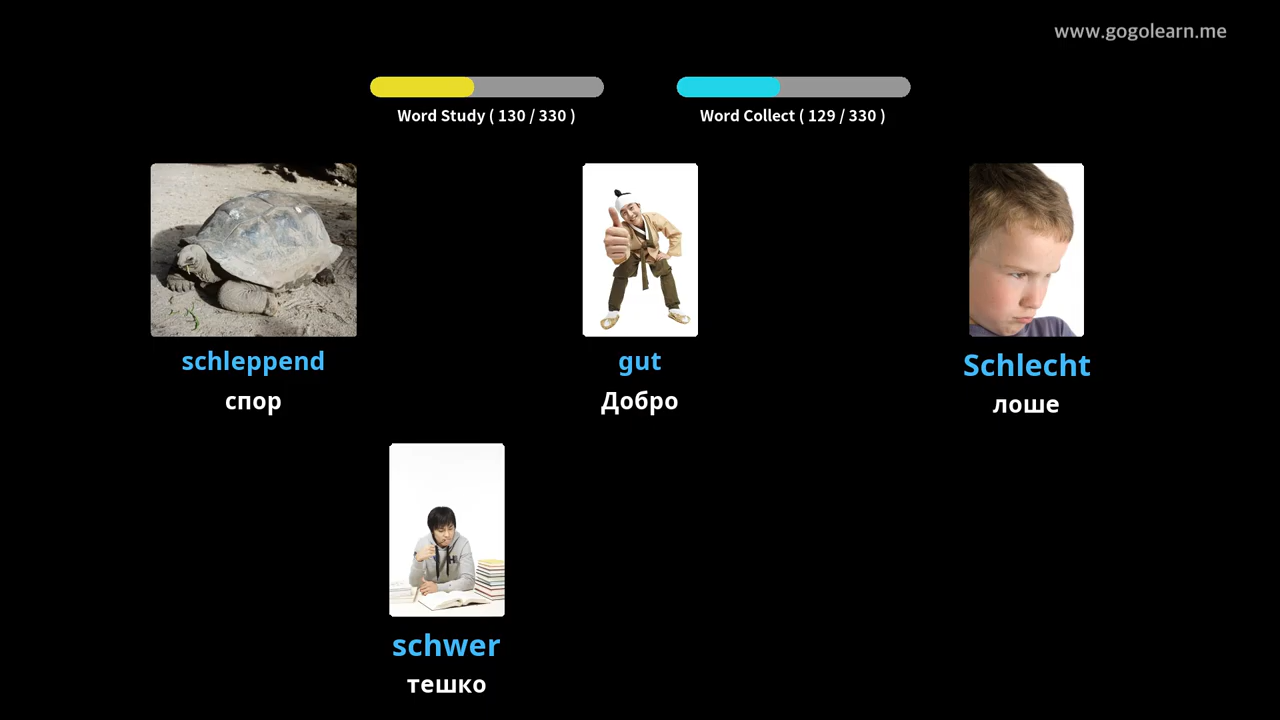 www.gogolearn.me
Word Study ( 130 / 330 )
Word Collect ( 129 / 330 )
schleppend
gut
Schlecht
спор
Добро
лоше
schwer
тешко